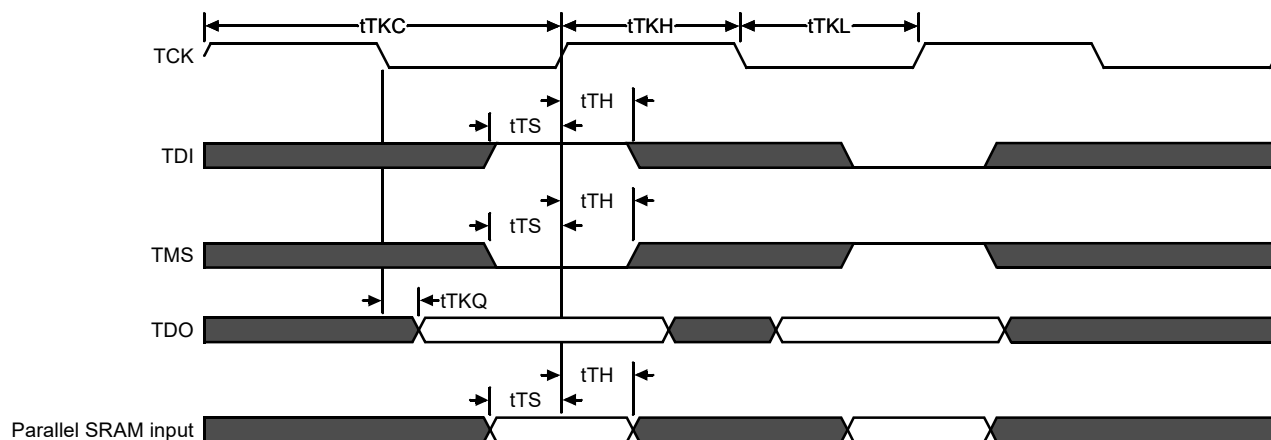 tTKC tTKH tTKL
TCK
tTH
tTS
TDI
tTH
tTS
TMS
tTKQ
TDO
tTH
tTS
Parallel SRAM input